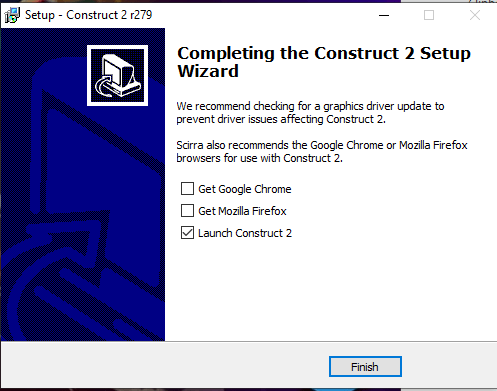 Setup - Construct 2 r279
Completing the Construct 2 Setup
Wizard
We recommend checking for a graphics driver update to
prevent driver issues affecting Construct 2.
Scirra also recommends the Google Chrome or Mozilla Firefox
browsers for use with Construct 2.
Get Google Chrome
Get Mozilla Firefox
Launch Construct 2
Finish